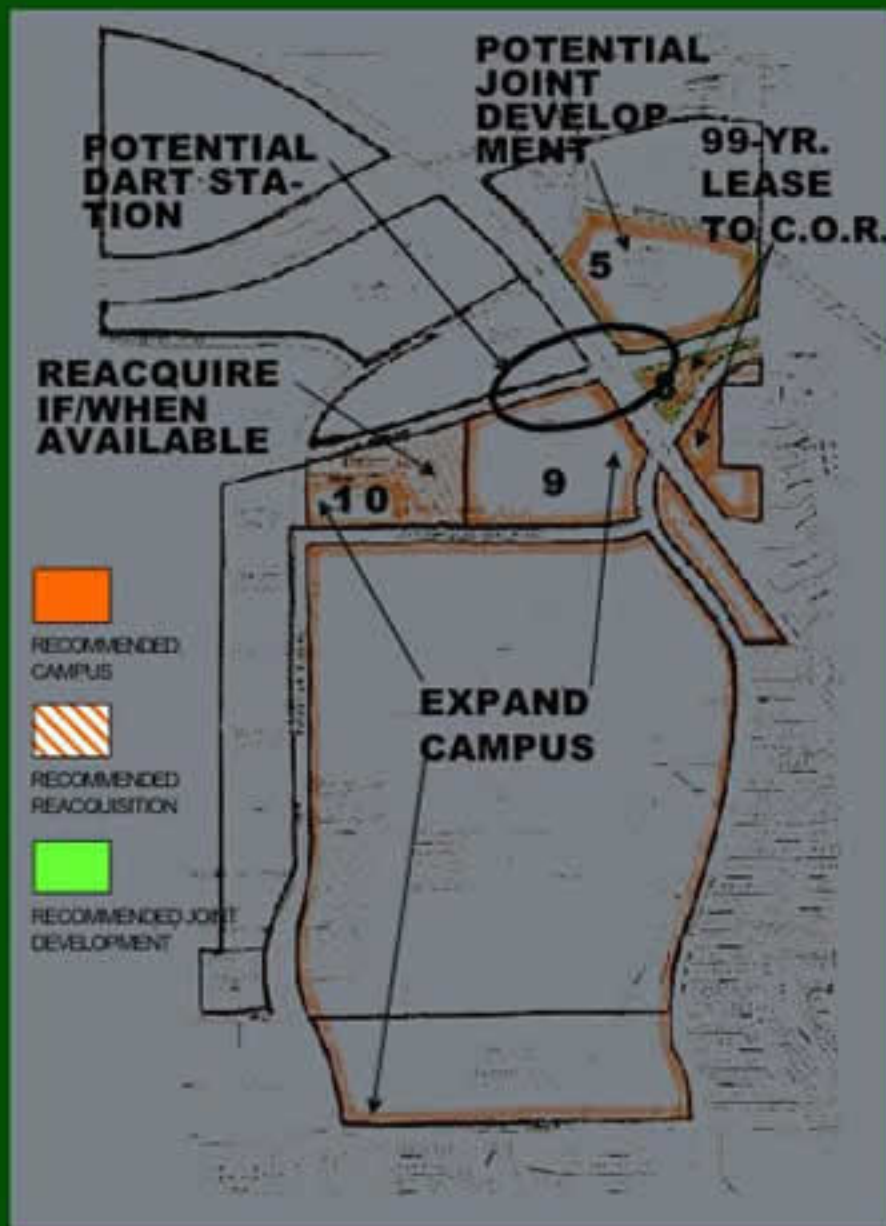 POTENTIAL
JOINT
DEVELOP-
MENT
99-YR.
LEASE
TO C.O.R.
POTENTIAL
DART STA-
TION
5
REACQUIRE
IF/WHEN
AVAILABLE
10
9
RECOMMENDED
CAMPUS
EXPAND
CAMPUS
RECOMMENDED
REACQUISITION
RECOMMENDED JOINT
DEVELOPMENT